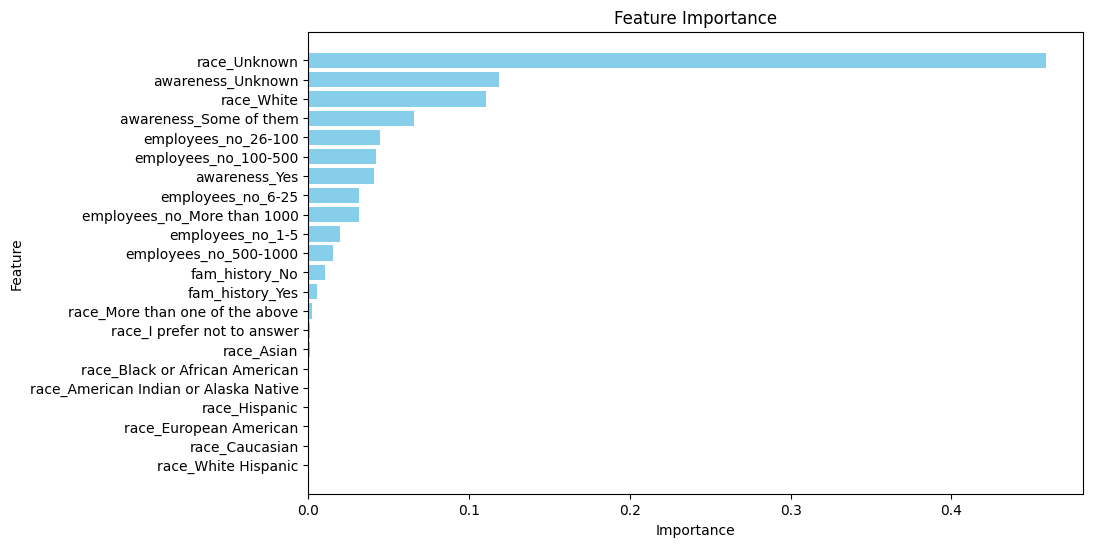 Feature Importance
race_Unknown
awareness_Unknown
race_White
awareness_Some of them
employees_no_26-100
employees_no_100-500
awareness_Yes
employees_no_6-25
employees_no_More than 1000
employees_no_1-5
employees_no_500-1000
fam_history_No
fam_history_Yes
race_More than one of the above
race_I prefer not to answer
race_Asian
race_Black or African American
race_American Indian or Alaska Native
race_Hispanic
race_European American
race_Caucasian
race_White Hispanic
Feature
0.0 0.1 0.2 0.3 0.4
Importance